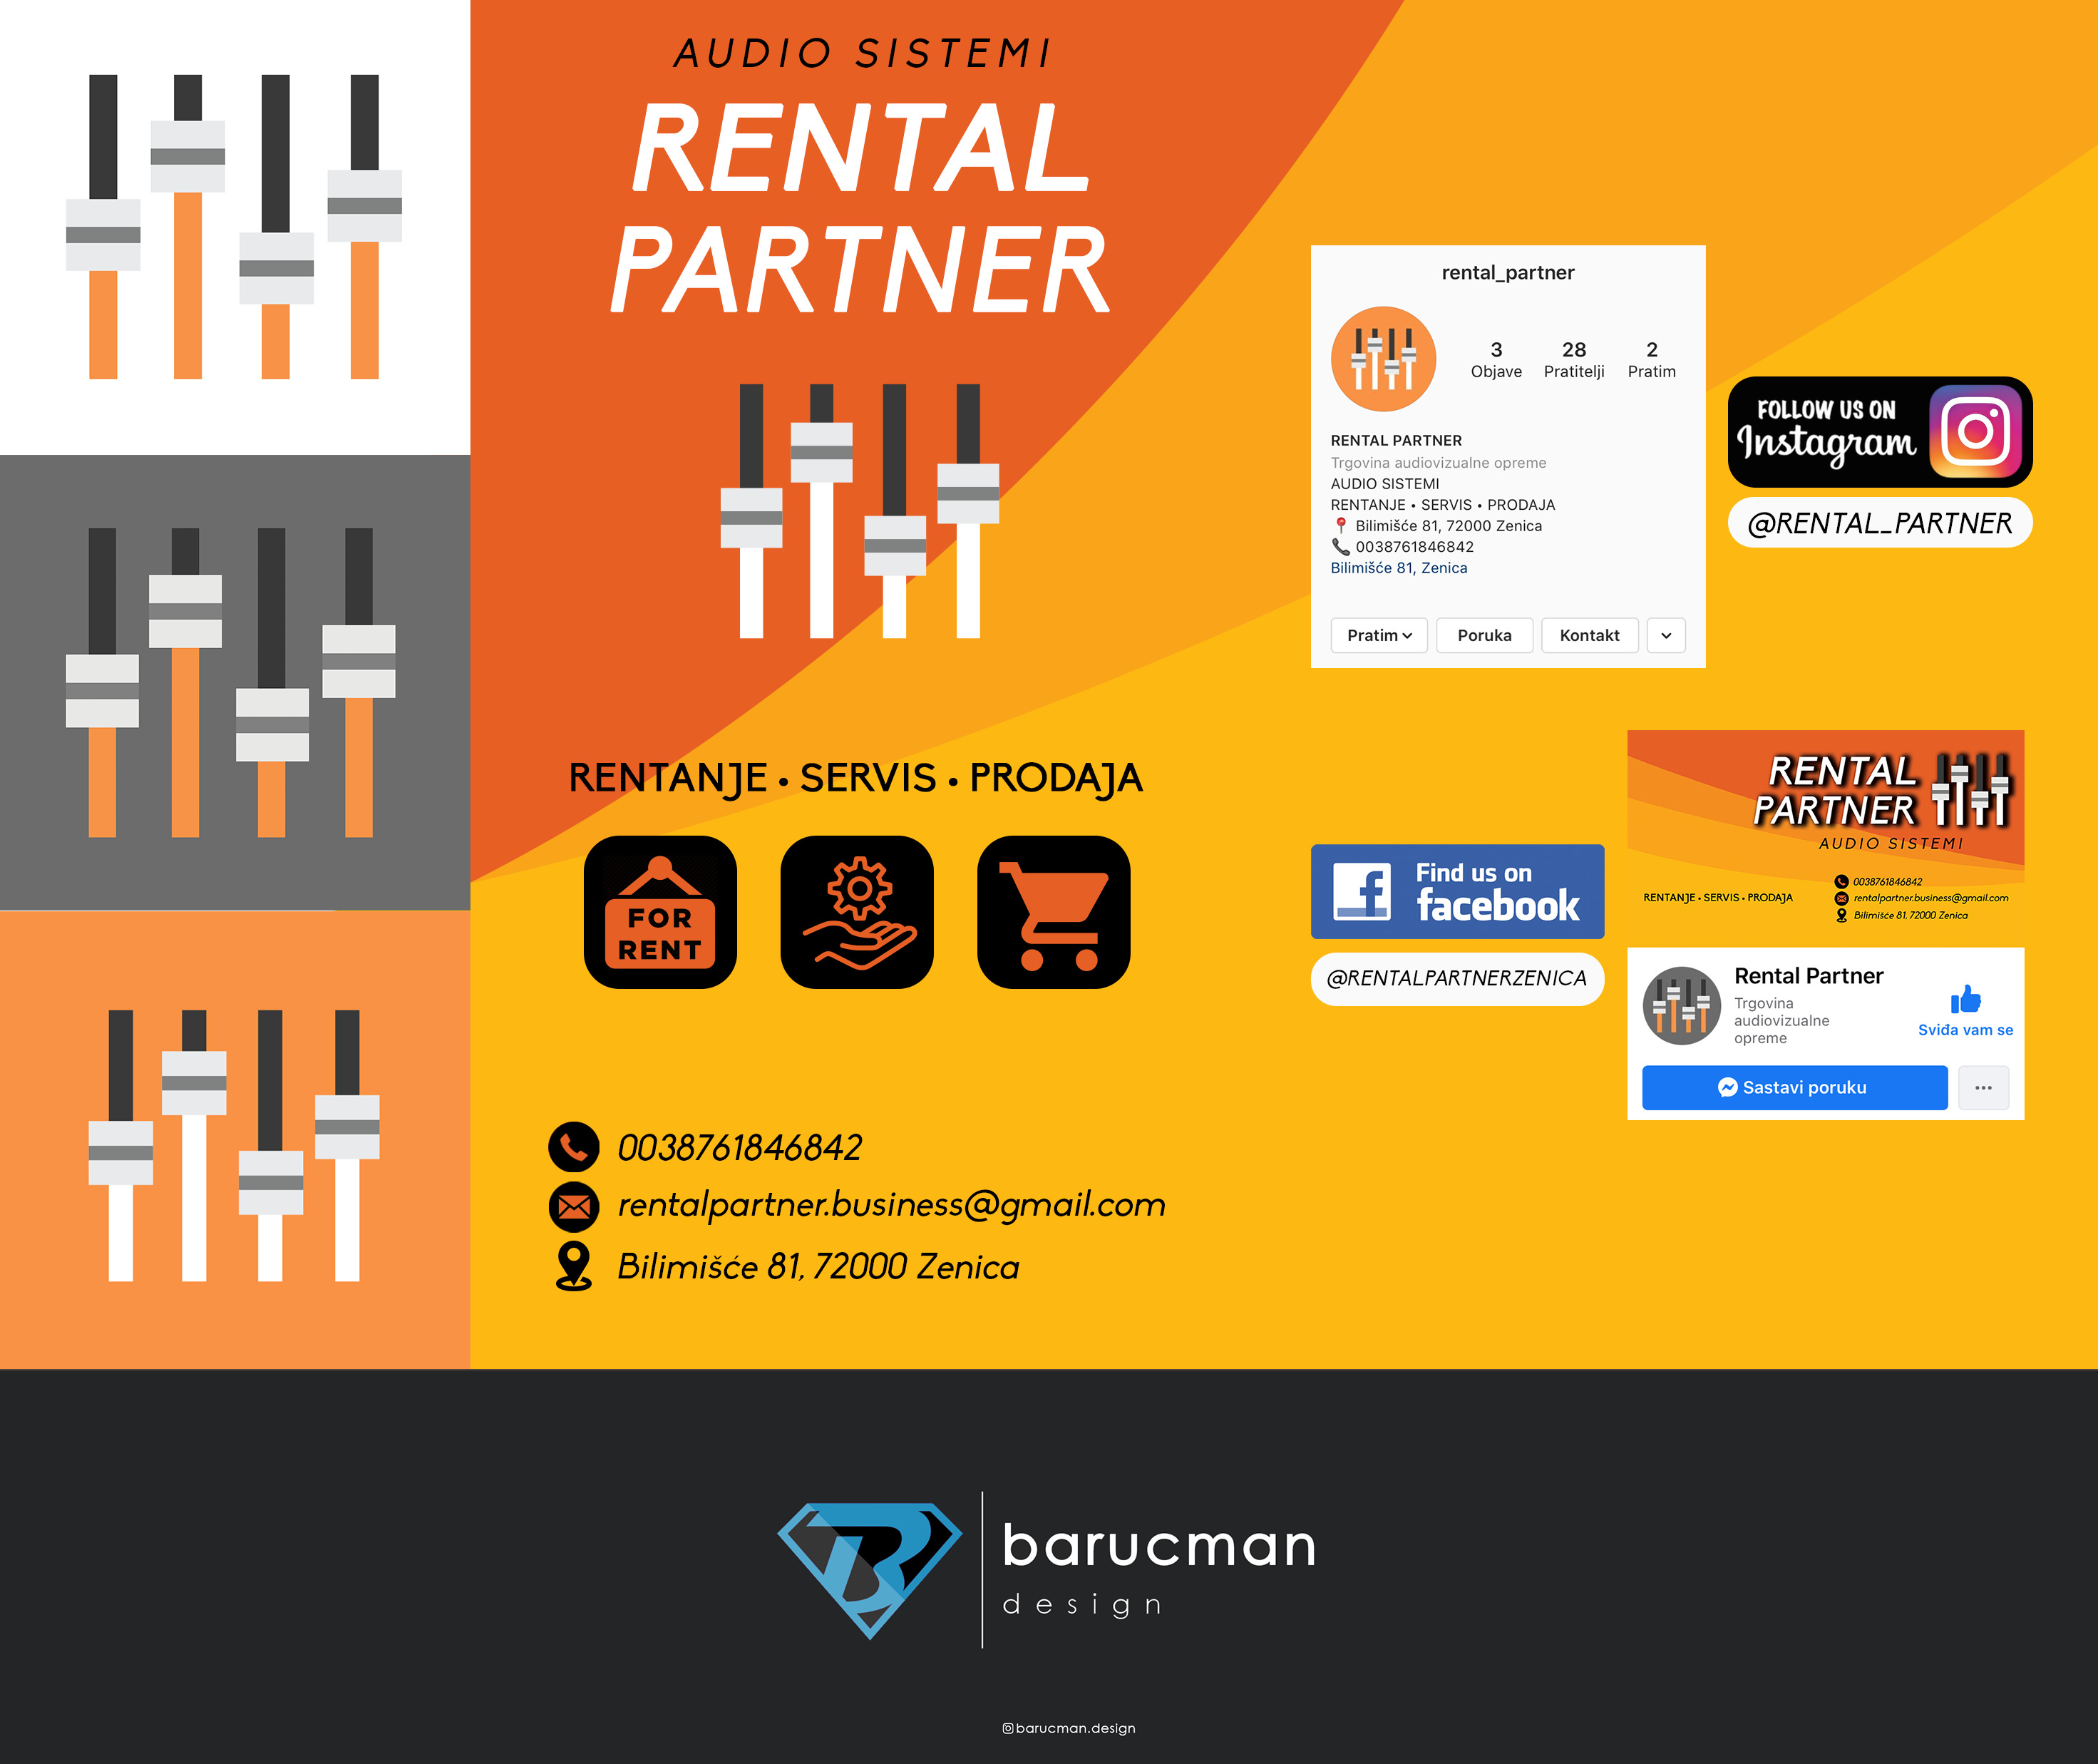 AUDIO SISTEMI
RENTAL
PARTNER
RENTANJE • SERVIS • PRODAJA
FOR
RENT
0038761846842
rentalpartner.business@gmail.com
Bilimišće 81, 72000 Zenica
rental_partner
3 28 2
Objave Pratitelji Pratim
RENTAL PARTNER
Trgovina audiovizualne opreme
AUDIO SISTEMI
RENTANJE • SERVIS • PRODAJA
📍 Bilimišće 81, 72000 Zenica
📞 0038761846842
Bilimišće 81, Zenica
Pratim Poruka Kontakt
FOLLOW US ON
Instagram
@RENTAL_PARTNER
Find us on
facebook
@RENTALPARTNERZENICA
RENTAL
PARTNER
AUDIO SISTEMI
RENTANJE • SERVIS • PRODAJA
0038761846842
rentalpartner.business@gmail.com
Bilimišće 81, 72000 Zenica
Rental Partner
Trgovina
audiovizualne
opreme
Sviđa vam se
Sastavi poruku
B
barucman
design
barucman.design